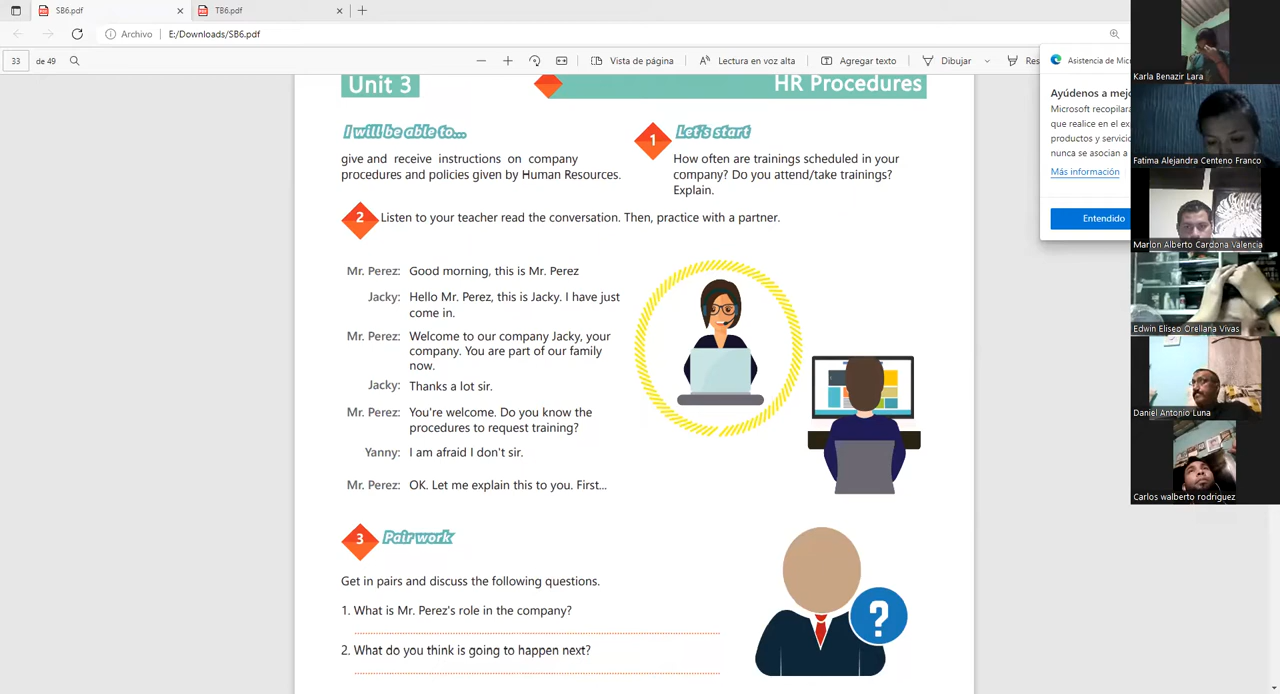 SB6.pdf
TB6.pdf
Archivo
E:/Downloads/SB6.pdf
33
de 49
Vista de página
Lectura en voz alta
Agregar texto
Dibujar
Unit 3
HR Procedures
I will be able to...
give and receive instructions on company
procedures and policies given by Human Resources.
1
Let's start
How often are trainings scheduled in your
company? Do you attend/take trainings?
Explain.
2
Listen to your teacher read the conversation. Then, practice with a partner.
Mr. Perez: Good morning, this is Mr. Perez
Jacky: Hello Mr. Perez, this is Jacky. I have just
come in.
Mr. Perez: Welcome to our company Jacky, your
company. You are part of our family
now.
Jacky: Thanks a lot sir.
Mr. Perez: You're welcome. Do you know the
procedures to request training?
Yanny: I am afraid I don't sir.
Mr. Perez: OK. Let me explain this to you. First...
3
Pair work
Get in pairs and discuss the following questions.
1. What is Mr. Perez's role in the company?
2. What do you think is going to happen next?
?
Asistencia de
Ayúdenos a
Microsoft
que realice en el
productos y
nunca se asocian a
Más información
Entendido
Karla Benazir Lara
Fatima Alejandra Centeno Franco
Marlon Alberto Cardona Valencia
Edwin Eliseo Orellana Vivas
Daniel Antonio Luna
Carlos walberto rodriguez